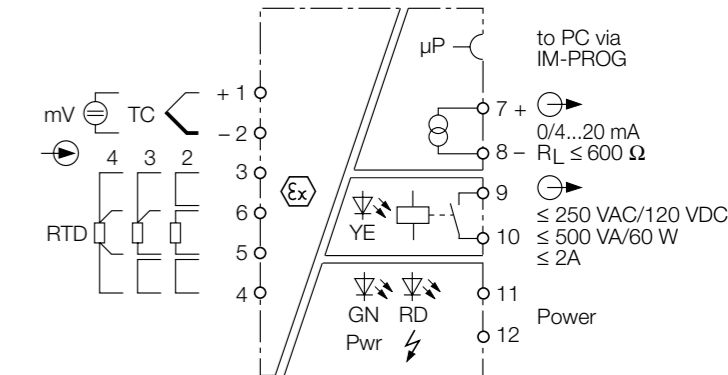 µP
to PC via
IM-PROG
mV
TC
+ 1
– 2
7 +
0/4...20 mA
8 –
RL ≤ 600 Ω
4 3 2
3
εx
9
RTD
6
YE
≤ 250 VAC/120 VDC
10
≤ 500 VA/60 W
5
≤ 2A
4
11
GN RD
Power
Pwr
12